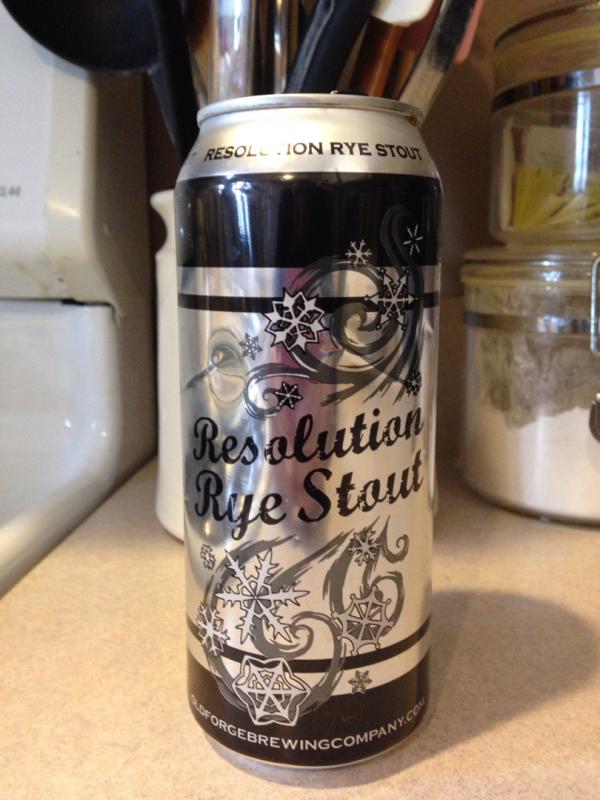 RESOLUTION RYE STOUT
Resolution
Rye Stout
OLDFORGEBREWINGCOMPANY.COM